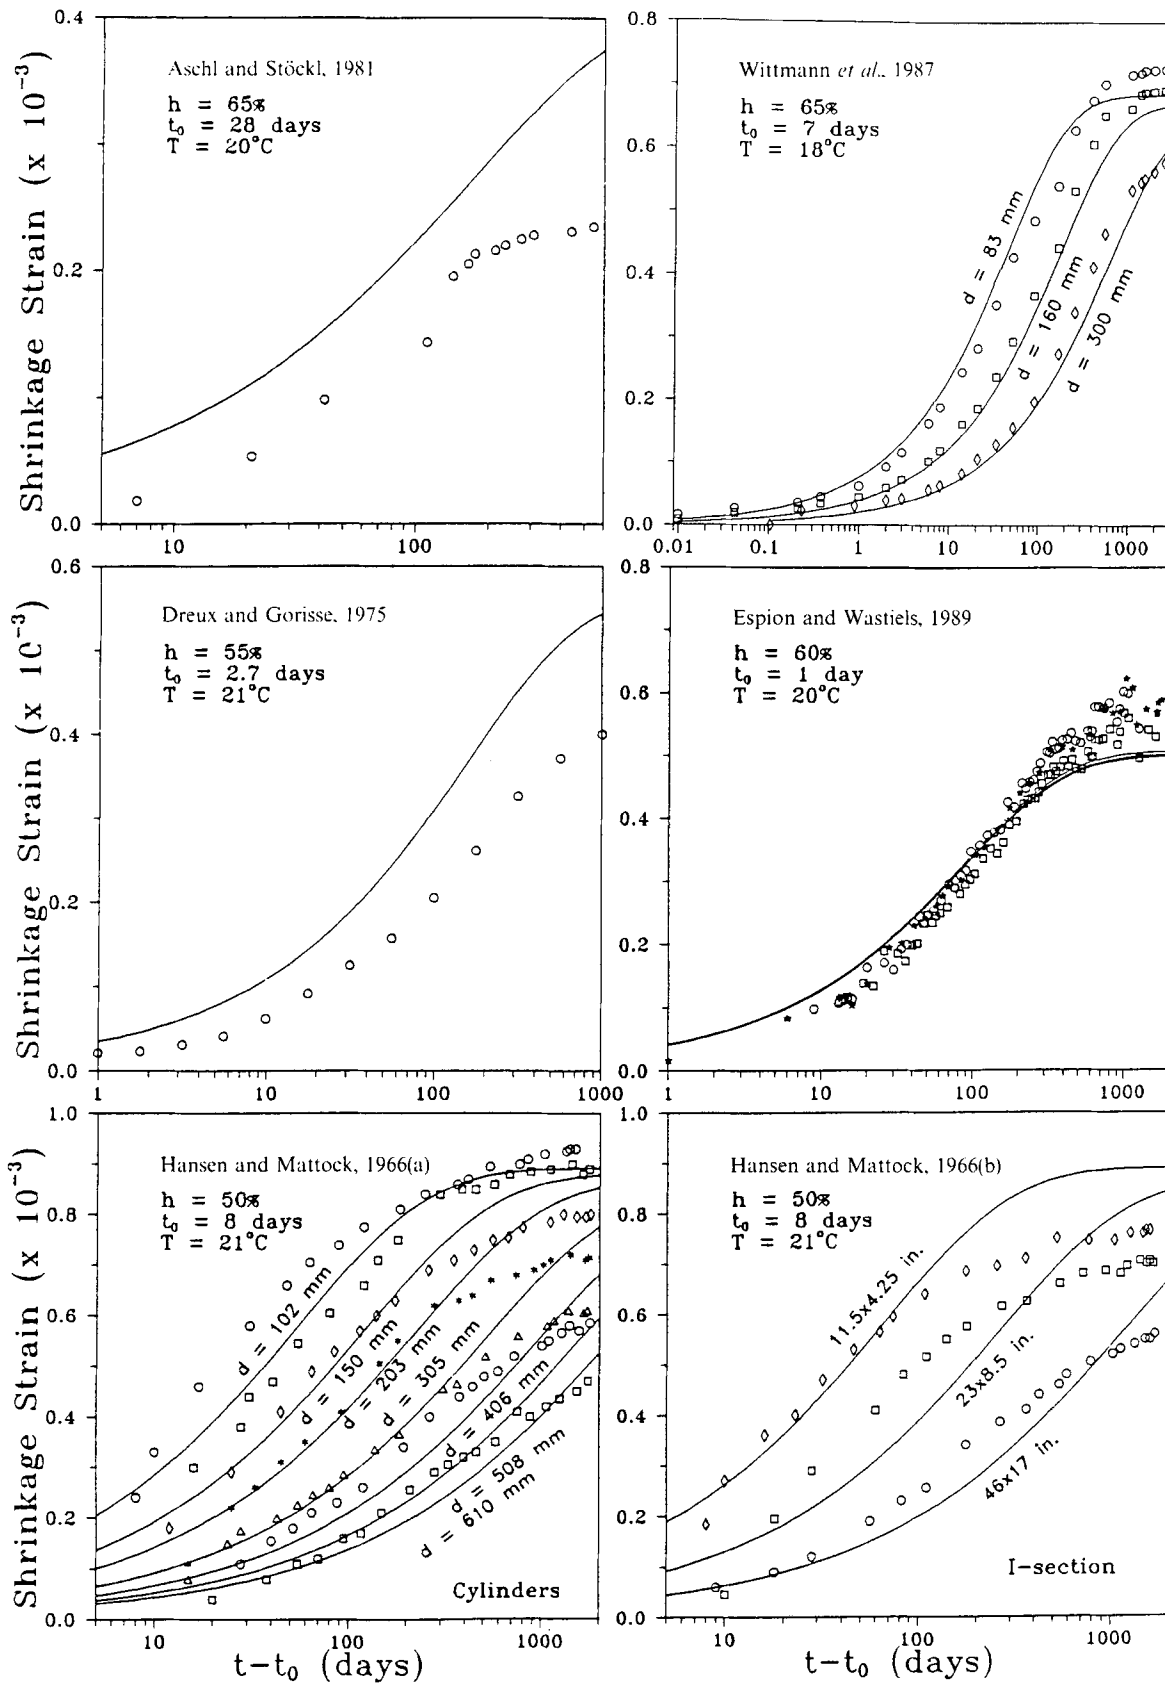 Shrinkage Strain (x 10⁻³)
0.4
0.2
0.0
Aschl and Stöckl, 1981
h = 65%
t₀ = 28 days
T = 20°C
10
100
0.8
0.6
0.4
0.2
0.0
Wittmann et al., 1987
h = 65%
t₀ = 7 days
T = 18°C
d = 83 mm
d = 160 mm
d = 300 mm
0.01
0.1
1
10
100
1000
Shrinkage Strain (x 10⁻³)
0.6
0.4
0.2
0.0
Dreux and Gorisse, 1975
h = 55%
t₀ = 2.7 days
T = 21°C
1
10
100
1000
0.8
0.6
0.4
0.2
0.0
Espion and Wastiels, 1989
h = 60%
t₀ = 1 day
T = 20°C
1
10
100
1000
Shrinkage Strain (x 10⁻³)
1.0
0.8
0.6
0.4
0.2
0.0
Hansen and Mattock, 1966(a)
h = 50%
t₀ = 8 days
T = 21°C
d = 102 mm
d = 150 mm
d = 203 mm
d = 305 mm
d = 406 mm
d = 508 mm
d = 610 mm
Cylinders
10
100
1000
t-t₀ (days)
1.0
0.8
0.6
0.4
0.2
0.0
Hansen and Mattock, 1966(b)
h = 50%
t₀ = 8 days
T = 21°C
11.5x4.25 in.
23x8.5 in.
46x17 in.
I-section
10
100
1000
t-t₀ (days)